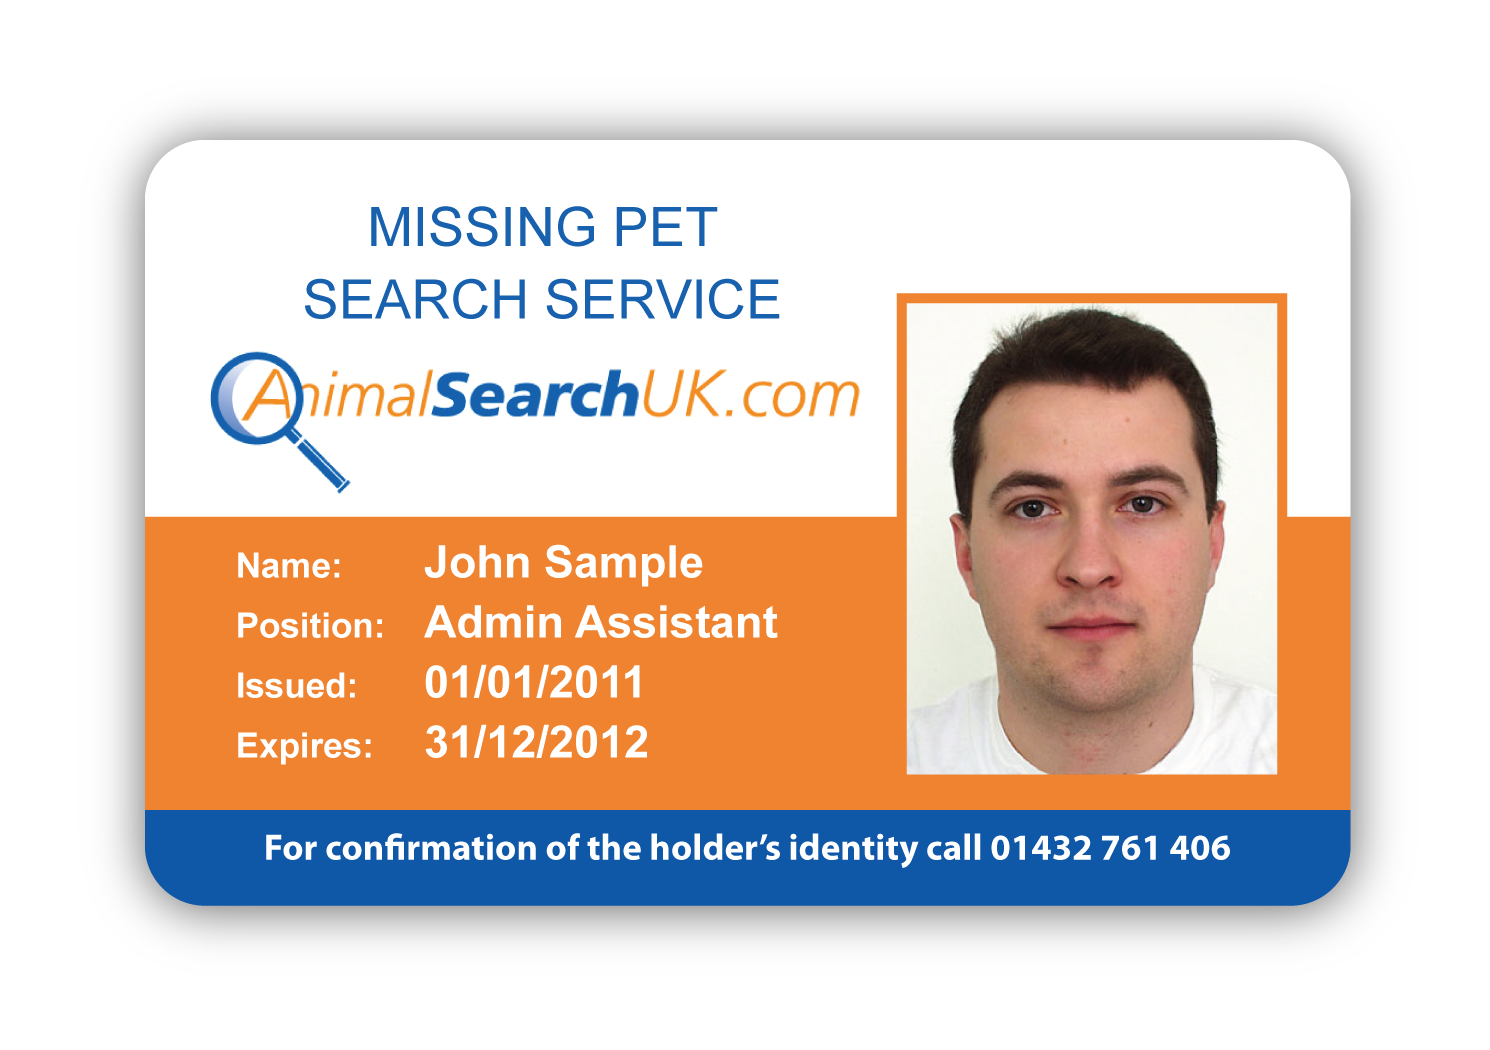 MISSING PET
SEARCH SERVICE
AnimalSearchUK.com
Name: John Sample
Position: Admin Assistant
Issued: 01/01/2011
Expires: 31/12/2012
For confirmation of the holder’s identity call 01432 761 406